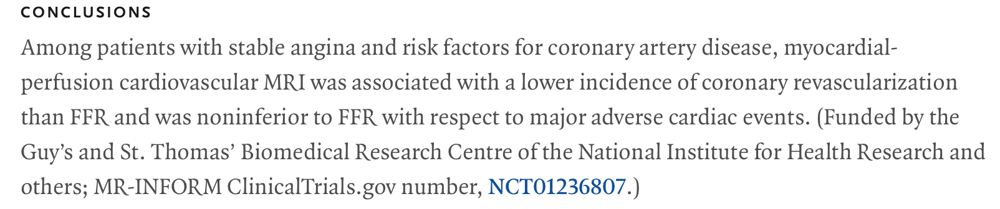 CONCLUSIONS
Among patients with stable angina and risk factors for coronary artery disease, myocardial-
perfusion cardiovascular MRI was associated with a lower incidence of coronary revascularization
than FFR and was noninferior to FFR with respect to major adverse cardiac events. (Funded by the
Guy’s and St. Thomas’ Biomedical Research Centre of the National Institute for Health Research and
others; MR-INFORM ClinicalTrials.gov number, NCT01236807.)